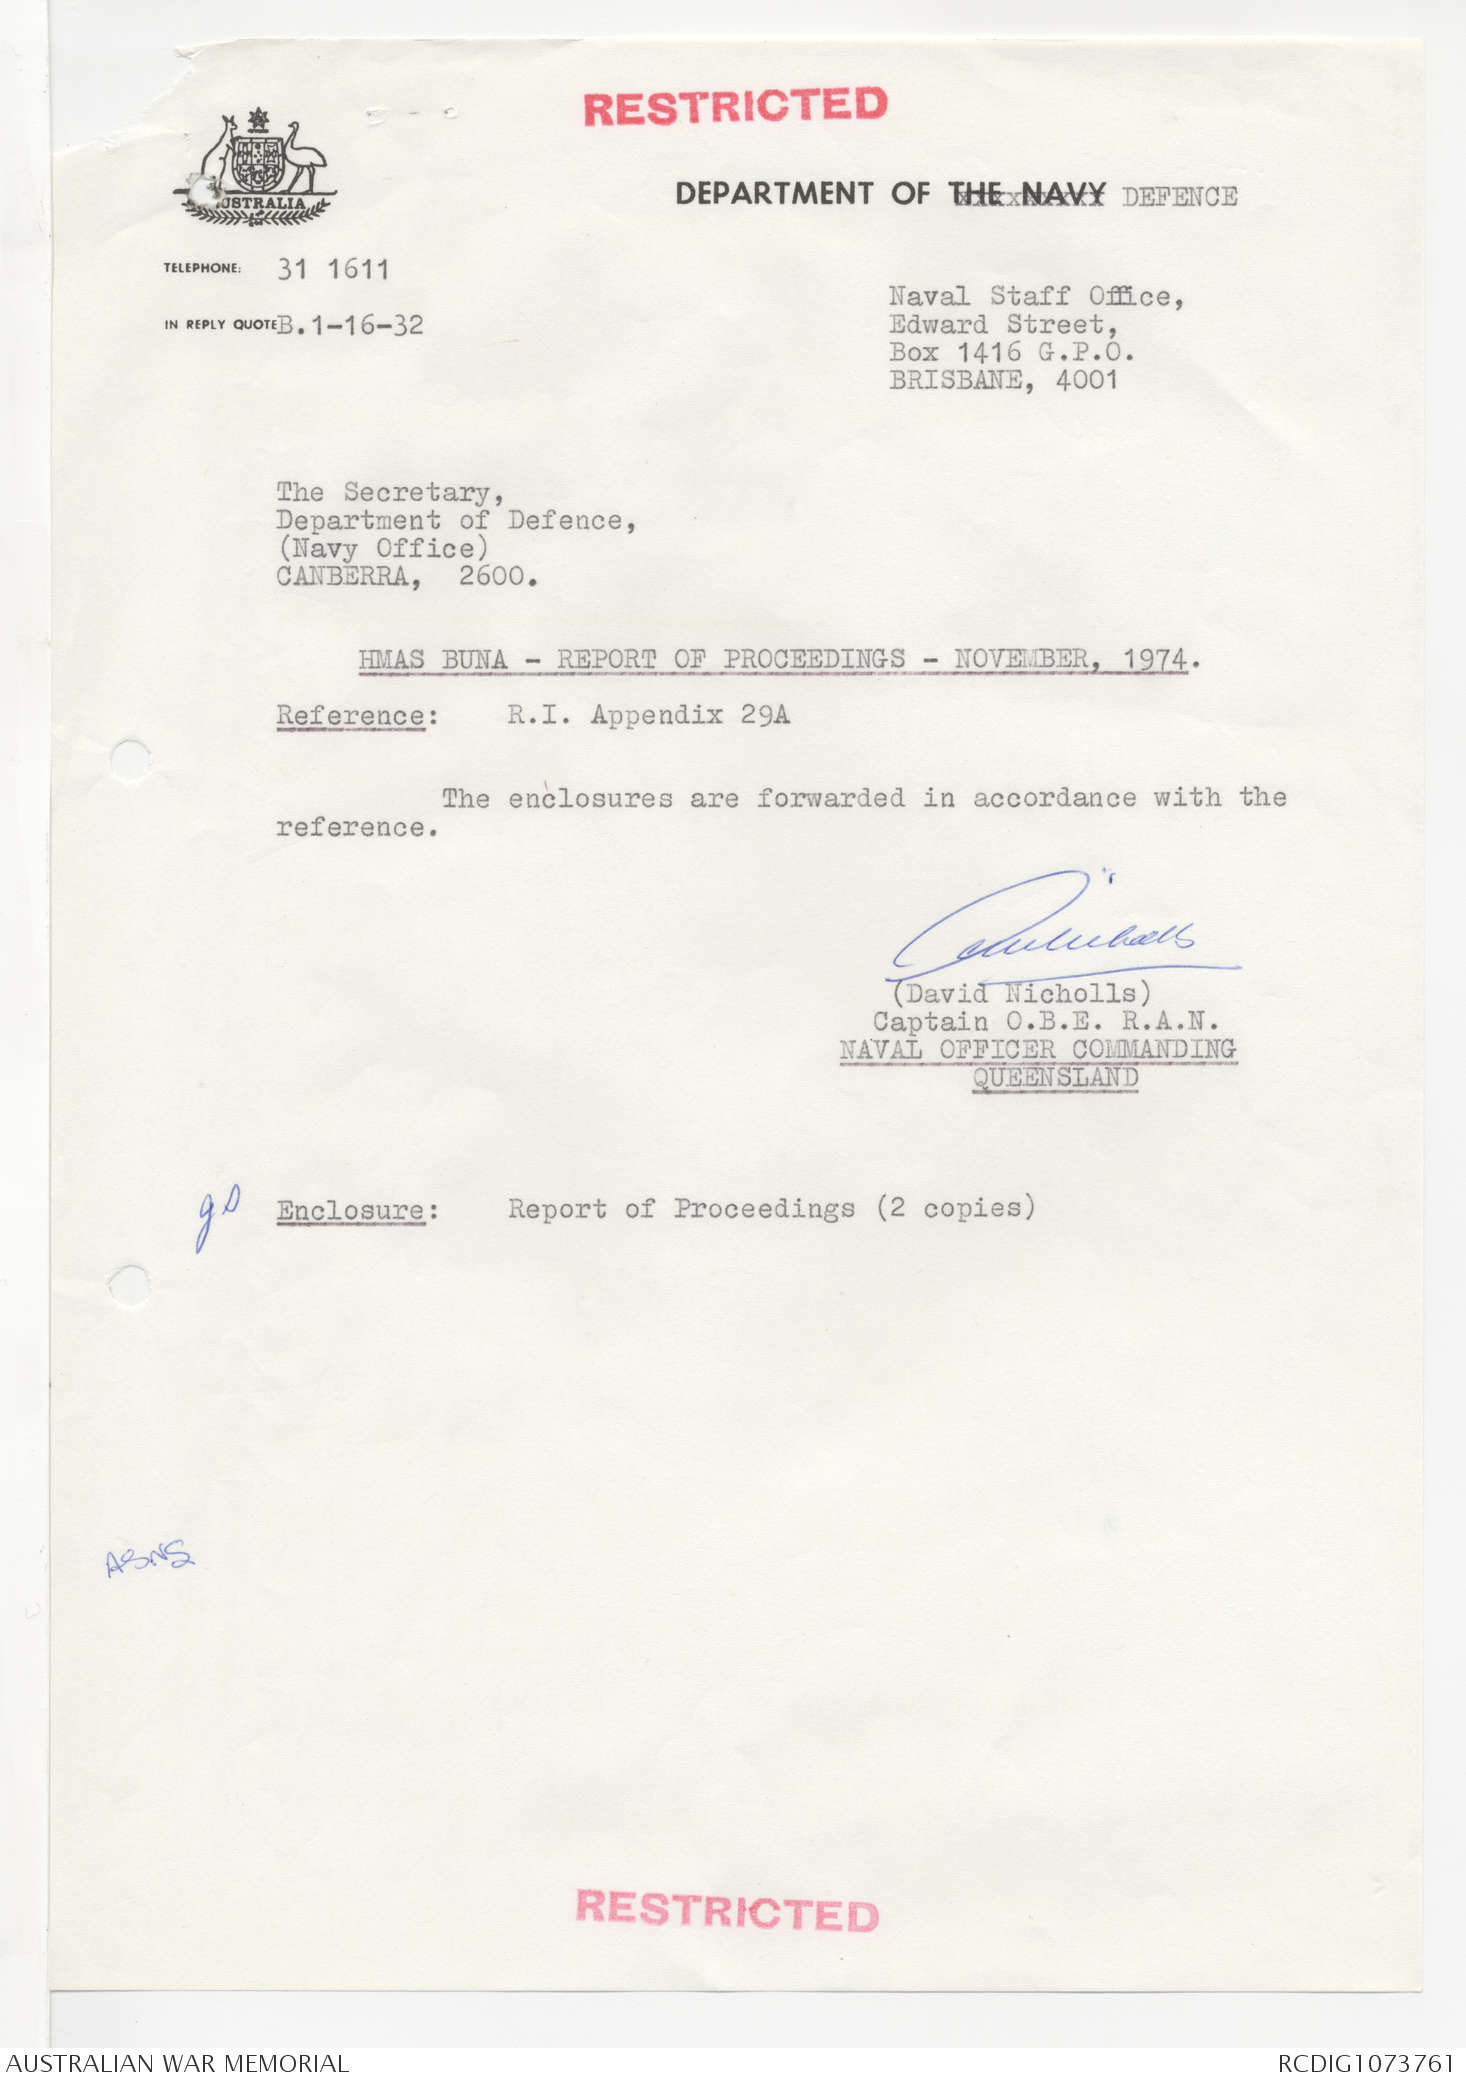 RESTRICTED
AUSTRALIA
DEPARTMENT OF THE NAVY DEFENCE
TELEPHONE: 31 1611
IN REPLY QUOTE B.1-16-32
Naval Staff Office,
Edward Street,
Box 1416 G.P.O.
BRISBANE, 4001
The Secretary,
Department of Defence,
(Navy Office)
CANBERRA, 2600.
HMAS BUNA - REPORT OF PROCEEDINGS - NOVEMBER, 1974.
Reference: R.I. Appendix 29A
The enclosures are forwarded in accordance with the
reference.
(David Nicholls)
Captain O.B.E. R.A.N.
NAVAL OFFICER COMMANDING
QUEENSLAND
Enclosure: Report of Proceedings (2 copies)
ASNS
RESTRICTED
AUSTRALIAN WAR MEMORIAL
RCDIG1073761